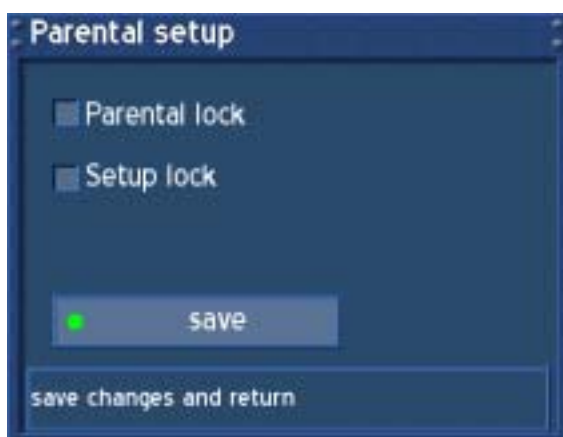 Parental setup
Parental lock
Setup lock
save
save changes and return